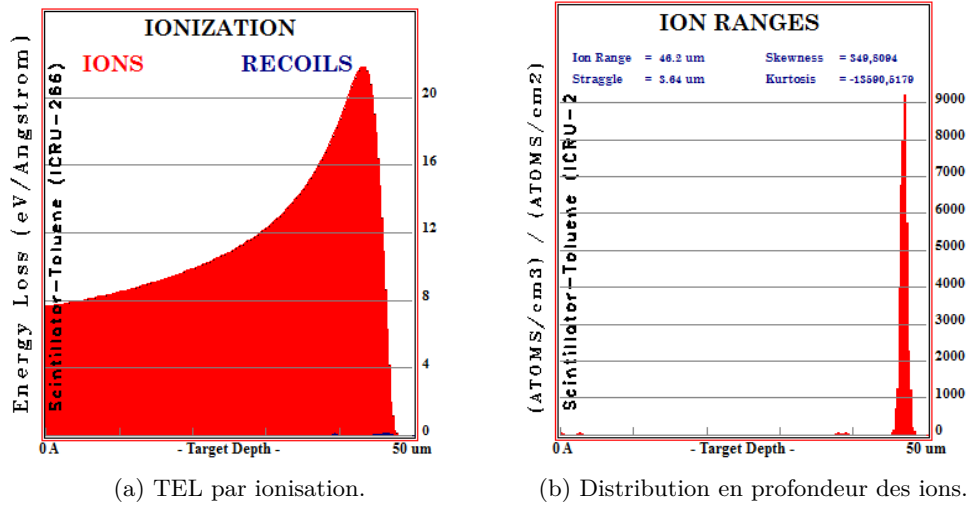 IONIZATION
IONS RECOILS
Energy Loss (eV/Angstrom)
Scintillator-Toluene (ICRU-266)
20
16
12
8
4
0
0 A - Target Depth - 50 um
(a) TEL par ionisation.
ION RANGES
Ion Range = 46.2 um Skewness = 349,5094
Straggle = 3.64 um Kurtosis = -13590,5179
(ATOMS/cm3) / (ATOMS/cm2)
Scintillator-Toluene (ICRU-2
9000
8000
7000
6000
5000
4000
3000
2000
1000
0
0 A - Target Depth - 50 um
(b) Distribution en profondeur des ions.